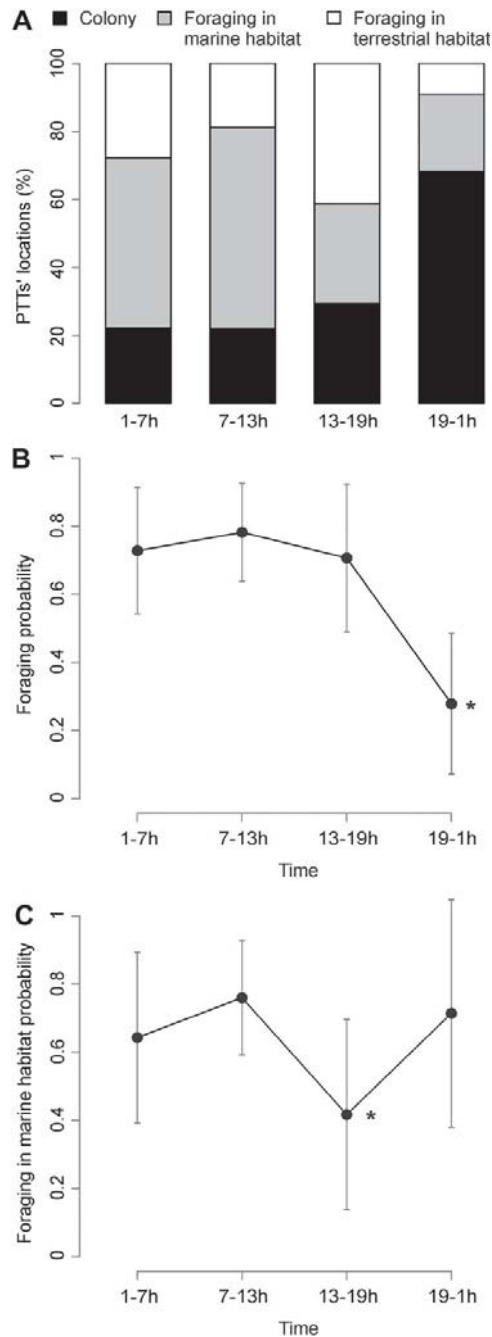 A
Colony
Foraging in marine habitat
Foraging in terrestrial habitat
PTTs' locations (%)
100
80
60
40
20
0
1-7h 7-13h 13-19h 19-1h
B
Foraging probability
1
0.8
0.6
0.4
0.2
0
*
1-7h 7-13h 13-19h 19-1h
Time
C
Foraging in marine habitat probability
1
0.8
0.6
0.4
0.2
0
*
1-7h 7-13h 13-19h 19-1h
Time